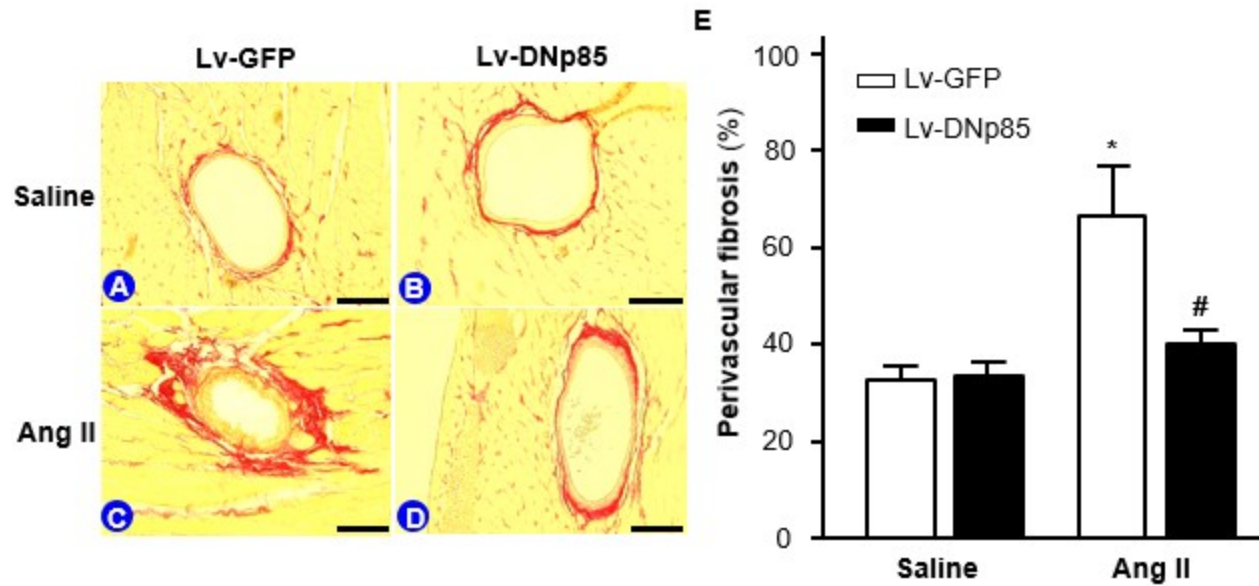 Lv-GFP Lv-DNp85
Saline
A B
Ang II
C D
E
Perivascular fibrosis (%)
100
80
60
40
20
0
Lv-GFP
Lv-DNp85
*
#
Saline Ang II